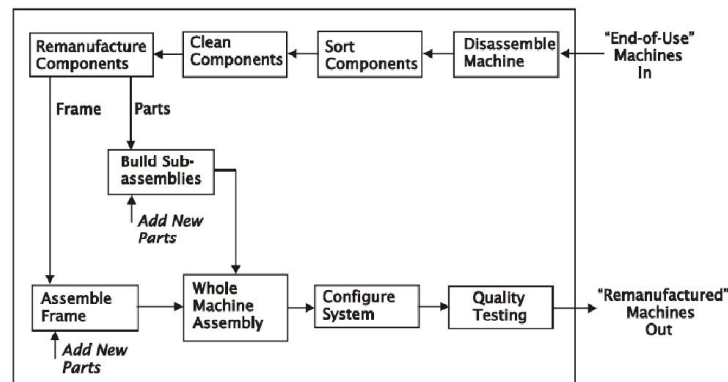 Remanufacture
Components
Clean
Components
Sort
Components
Disassemble
Machine
“End-of-Use”
Machines
In
Frame
Parts
Build Sub-
assemblies
Add New
Parts
Assemble
Frame
Whole
Machine
Assembly
Configure
System
Quality
Testing
“Remanufactured”
Machines
Out
Add New
Parts